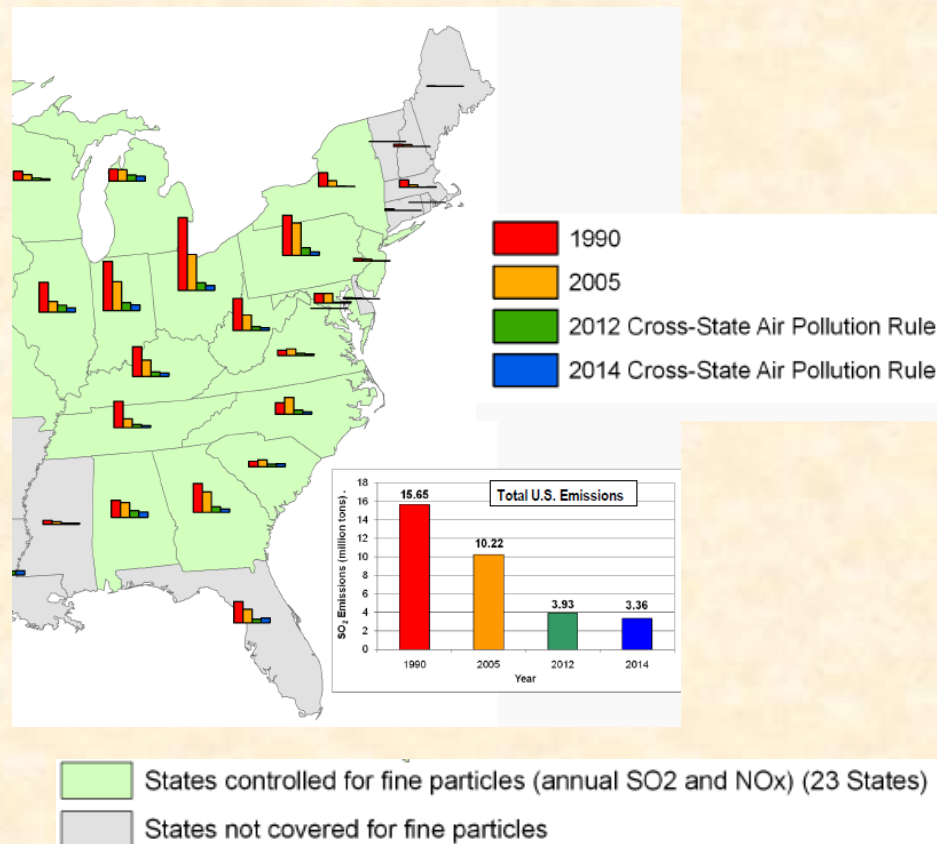 1990
2005
2012 Cross-State Air Pollution Rule
2014 Cross-State Air Pollution Rule
Total U.S. Emissions
SO2 Emissions (million tons) .
18
16
14
12
10
8
6
4
2
0
15.65
10.22
3.93
3.36
1990 2005 2012 2014
Year
States controlled for fine particles (annual SO2 and NOx) (23 States)
States not covered for fine particles